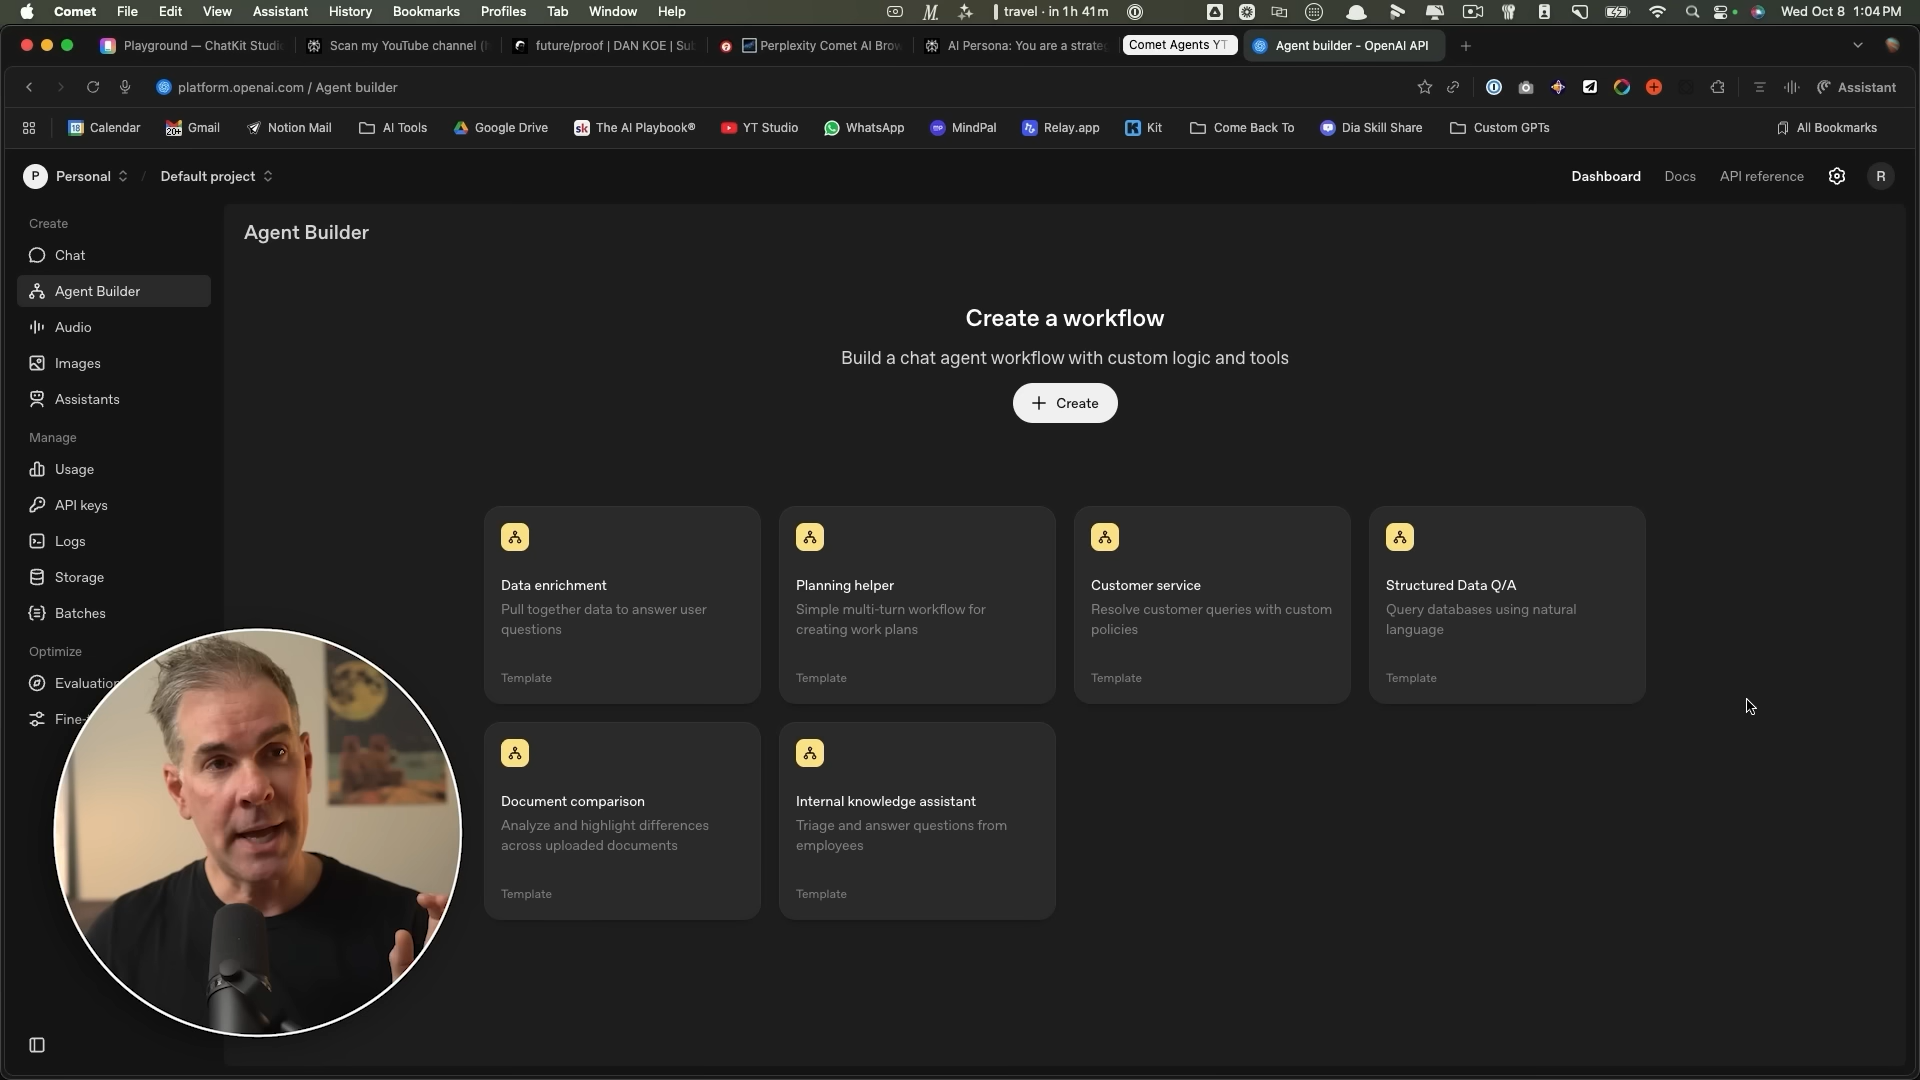 Comet File Edit View Assistant History Bookmarks Profiles Tab Window Help travel · in 1h 41m Wed Oct 8 1:04 PM
Playground — ChatKit Studio
Scan my YouTube channel (
future/proof | DAN KOE | Su
Perplexity Comet AI Brow
AI Persona: You are a strate
Comet Agents YT
Agent builder - OpenAI API
platform.openai.com / Agent builder
Assistant
18 Calendar
20+ Gmail
Notion Mail
AI Tools
Google Drive
sk The AI Playbook®
YT Studio
WhatsApp
MindPal
Relay.app
Kit
Come Back To
Dia Skill Share
Custom GPTs
All Bookmarks
P Personal / Default project
Dashboard Docs API reference R
Create
Chat
Agent Builder
Audio
Images
Assistants
Manage
Usage
API keys
Logs
Storage
Batches
Optimize
Evaluation
Fine-
Agent Builder
Create a workflow
Build a chat agent workflow with custom logic and tools
+ Create
Data enrichment
Pull together data to answer user
questions
Template
Planning helper
Simple multi-turn workflow for
creating work plans
Template
Customer service
Resolve customer queries with custom
policies
Template
Structured Data Q/A
Query databases using natural
language
Template
Document comparison
Analyze and highlight differences
across uploaded documents
Template
Internal knowledge assistant
Triage and answer questions from
employees
Template